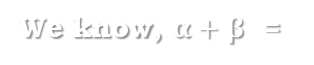 We know, α + β =